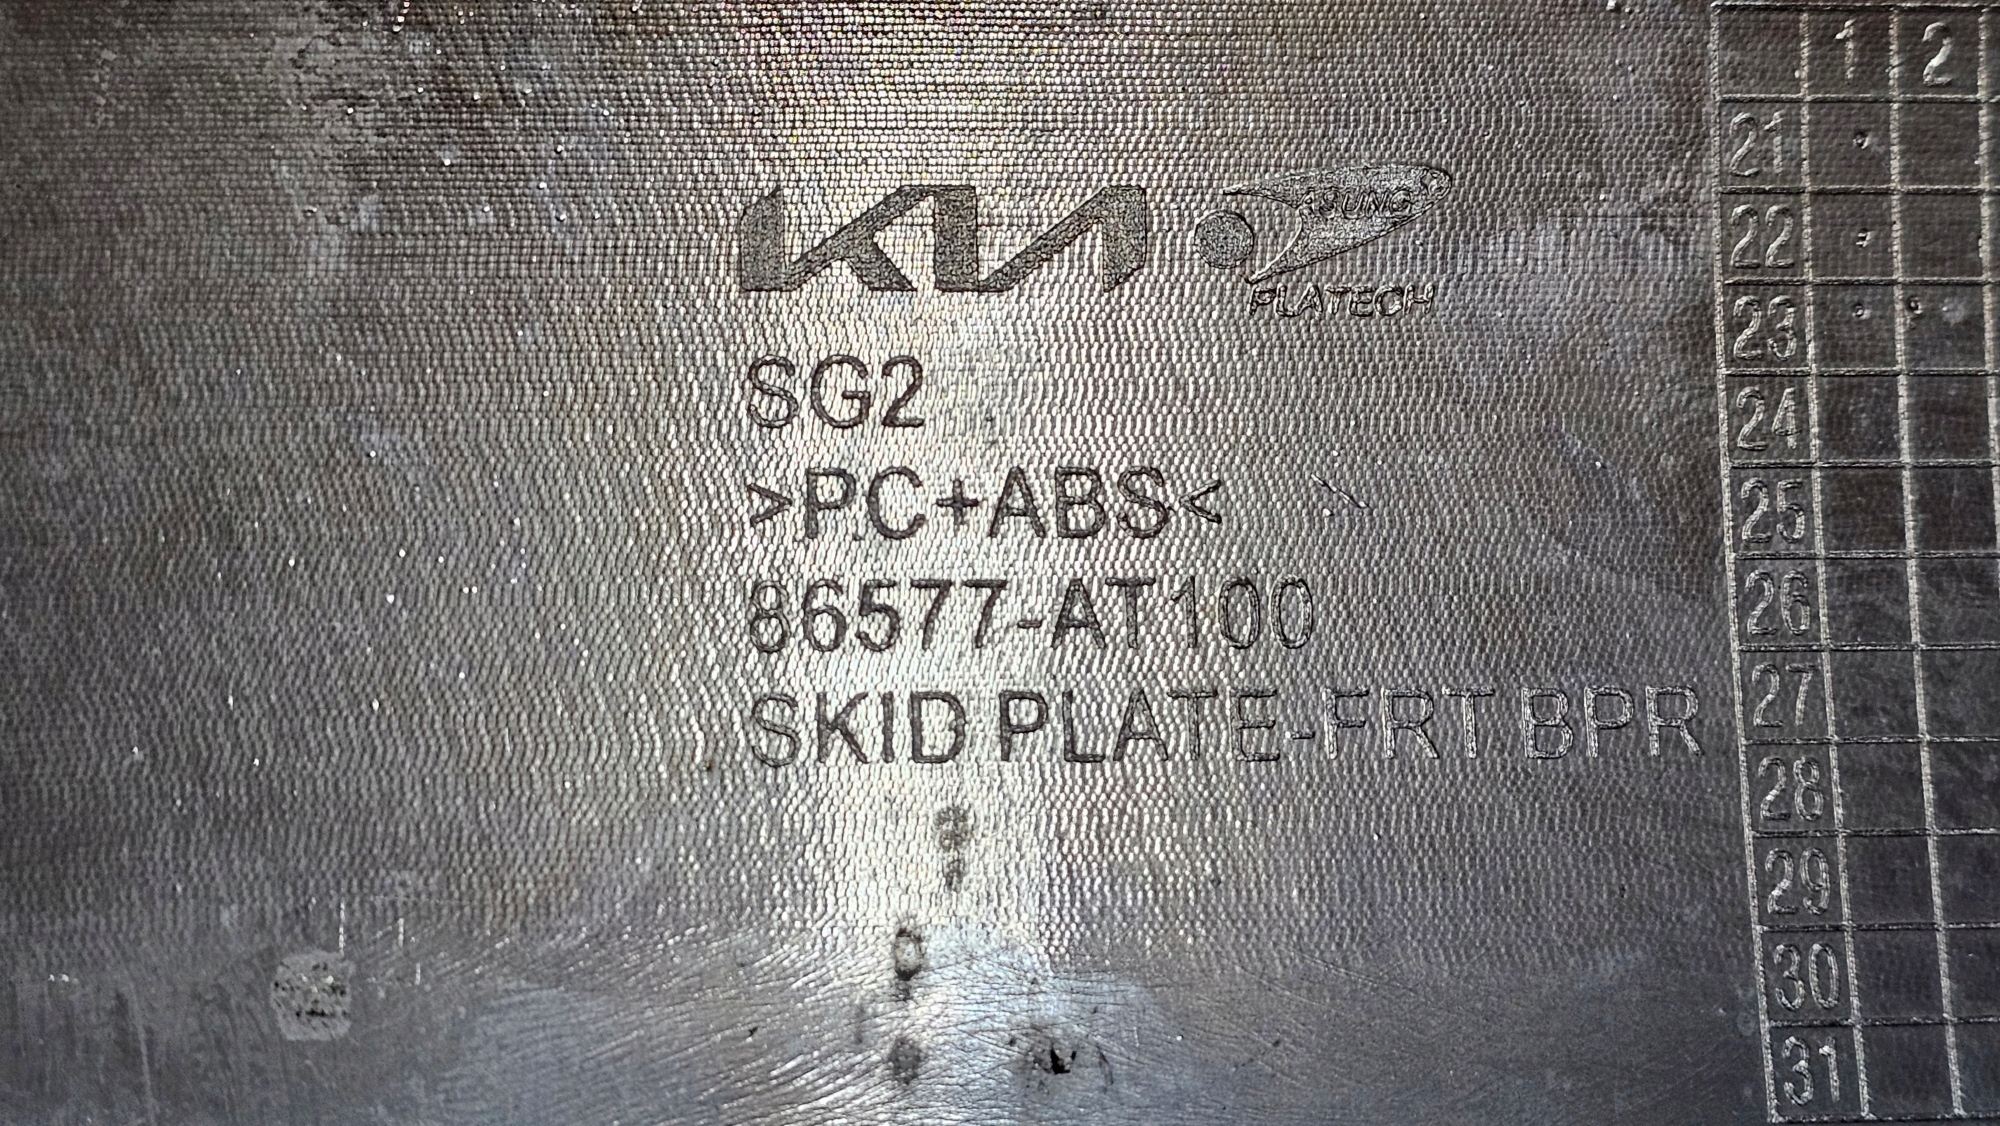 KIA
ASUNG
PLATECH
SG2
>PC+ABS<
86577-AT100
SKID PLATE-FRT BPR
1 2
21
22
23
24
25
26
27
28
29
30
31